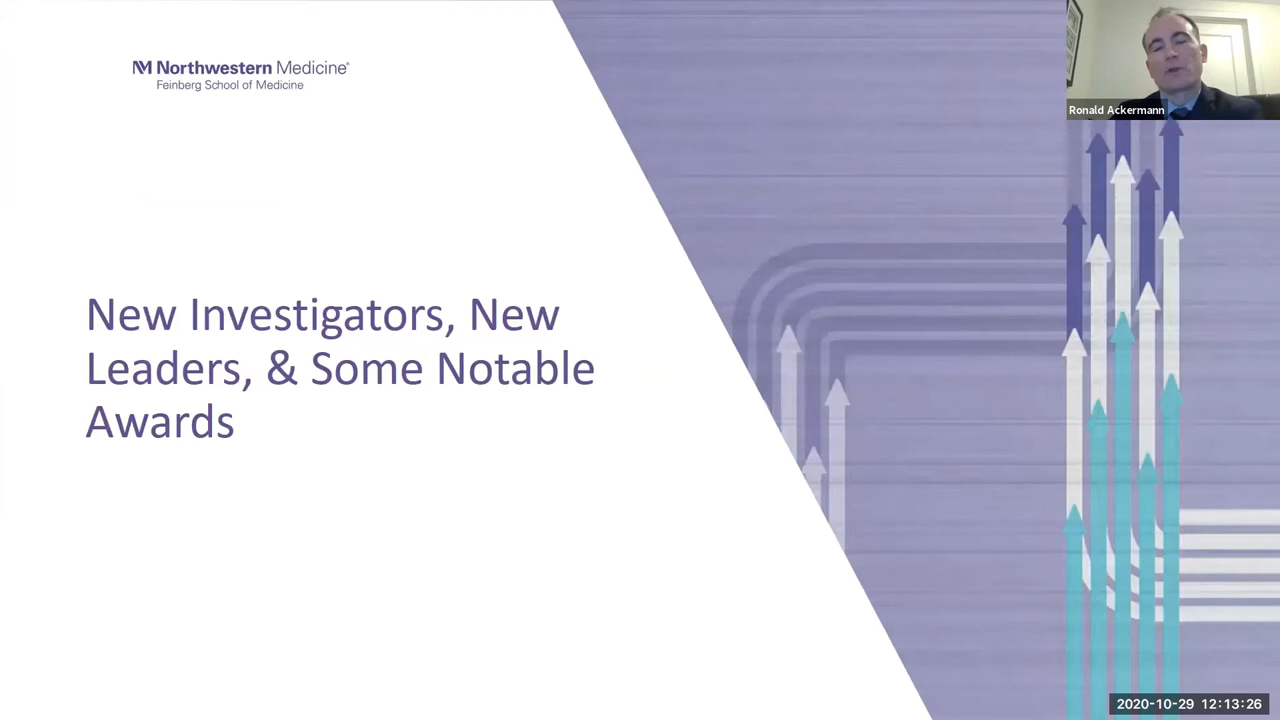 Northwestern Medicine®
Feinberg School of Medicine
Ronald Ackermann
New Investigators, New
Leaders, & Some Notable
Awards
2020-10-29 12:13:26